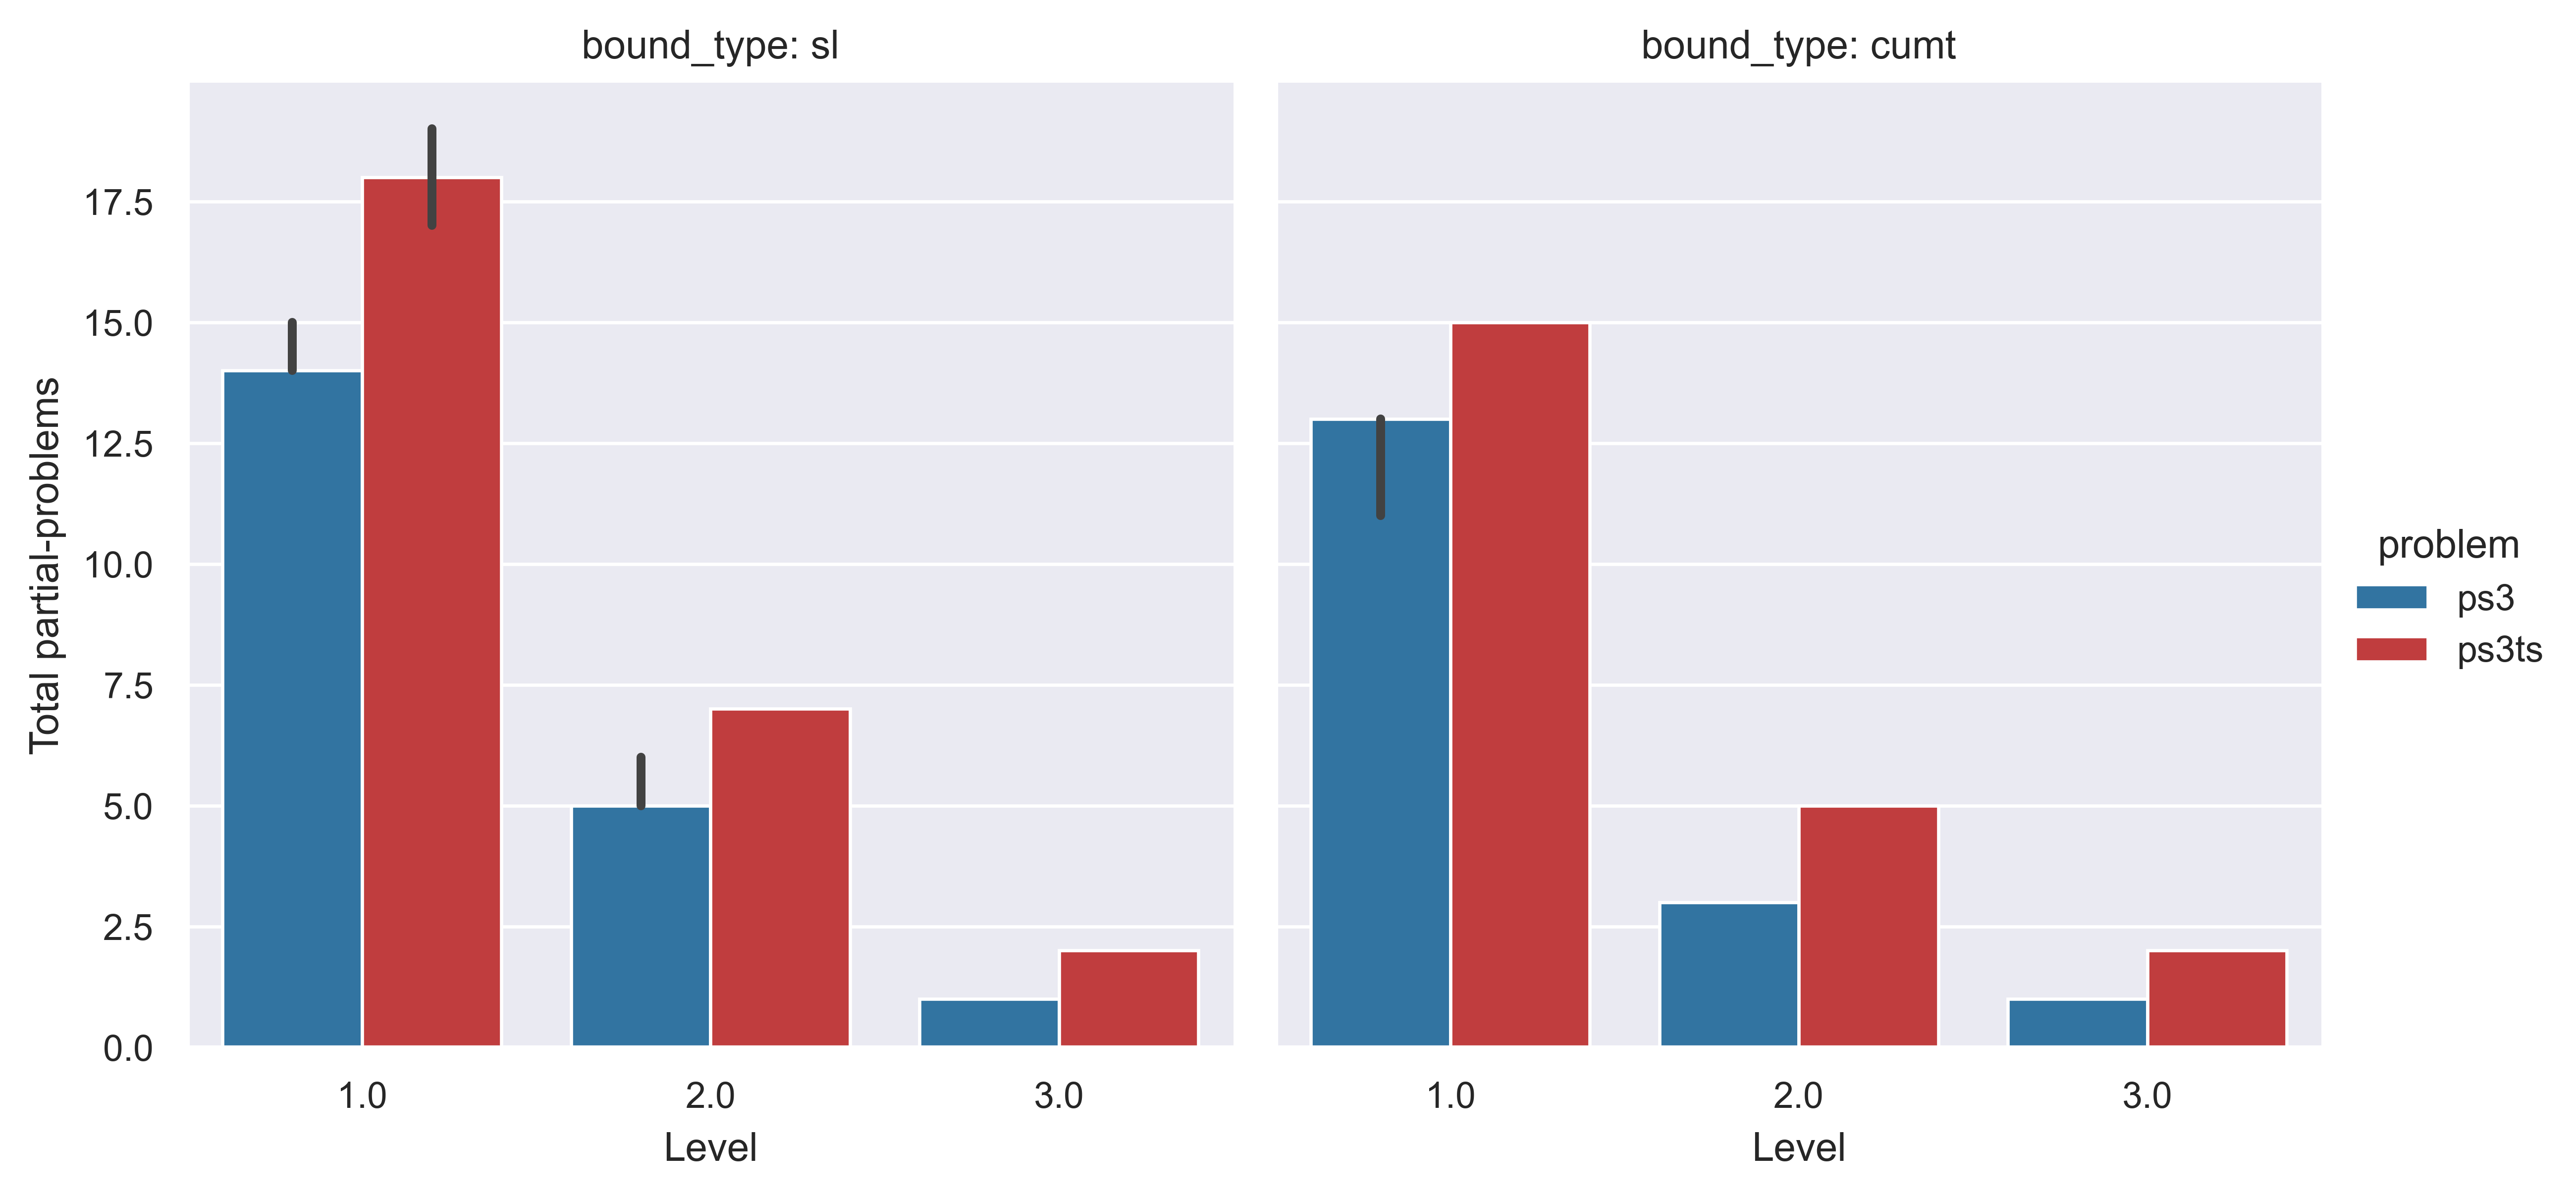 bound_type: sl
bound_type: cumt
Total partial-problems
17.5
15.0
12.5
10.0
7.5
5.0
2.5
0.0
1.0 2.0 3.0
Level
1.0 2.0 3.0
Level
problem
ps3
ps3ts